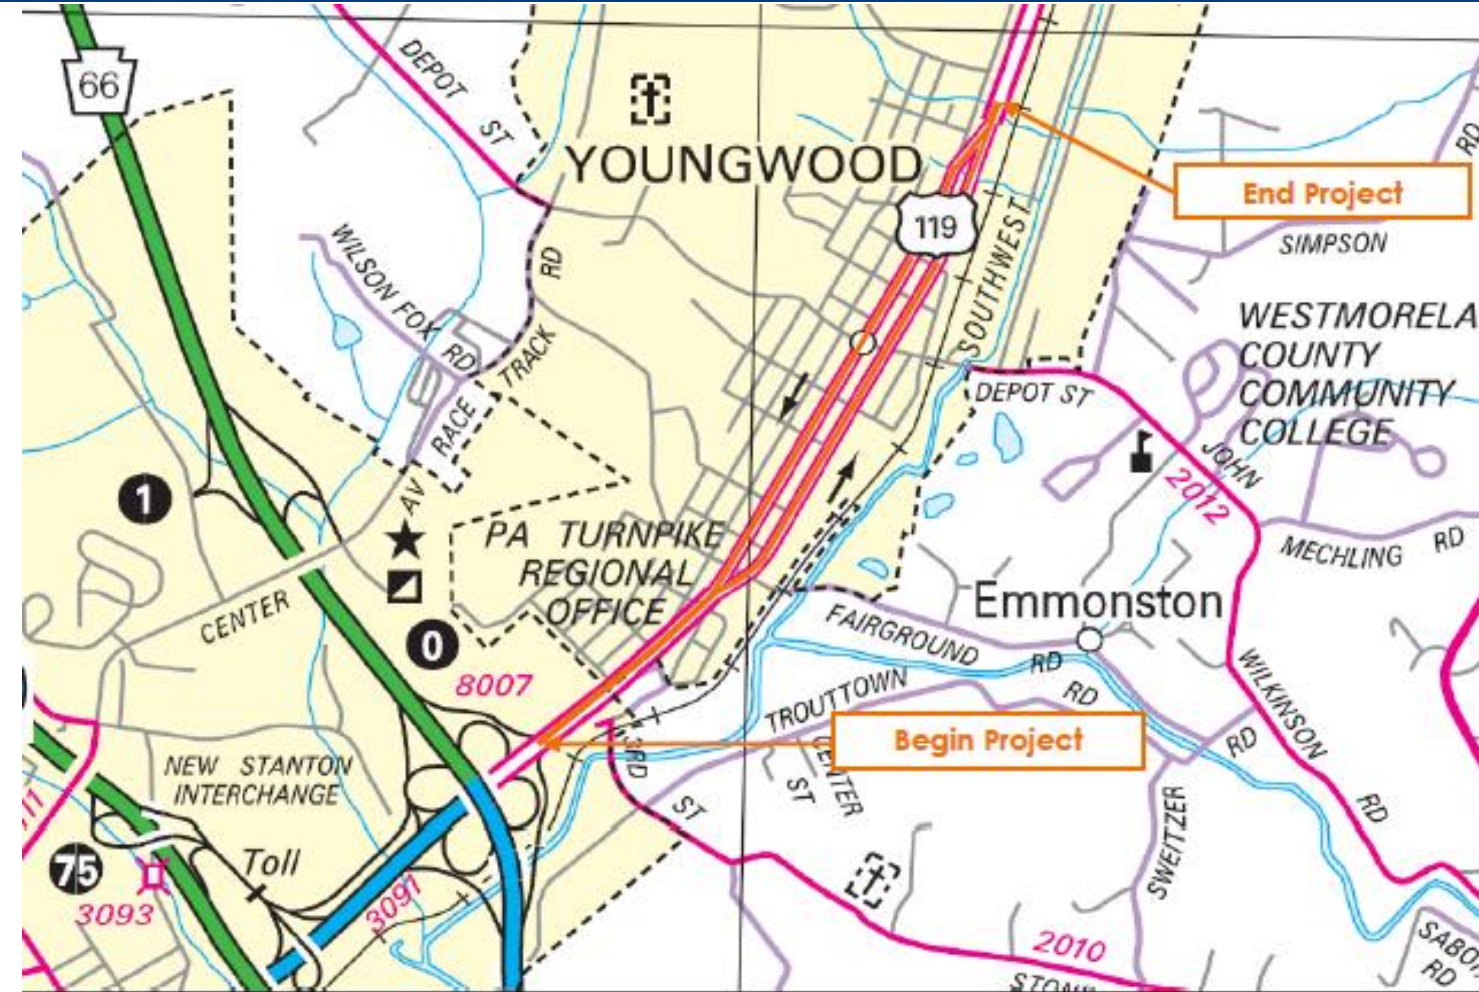 66
DEPOT
ST
YOUNGWOOD
End Project
RD
119
SIMPSON
WILSON FOX
RD
RD
SOUTHWEST
WESTMORELA
COUNTY
COMMUNITY
COLLEGE
TRACK
RACE
DEPOT ST
JOHN
2012
1
AV
PA TURNPIKE
REGIONAL
OFFICE
MECHLING RD
CENTER
Emmonston
0
8007
FAIRGROUND
RD
TROUTTOWN
RD
WILKINSON
RD
Begin Project
RD
3RD
ST
CENTER
ST
NEW STANTON
INTERCHANGE
Toll
75
3093
3091
SWEITZER
2010